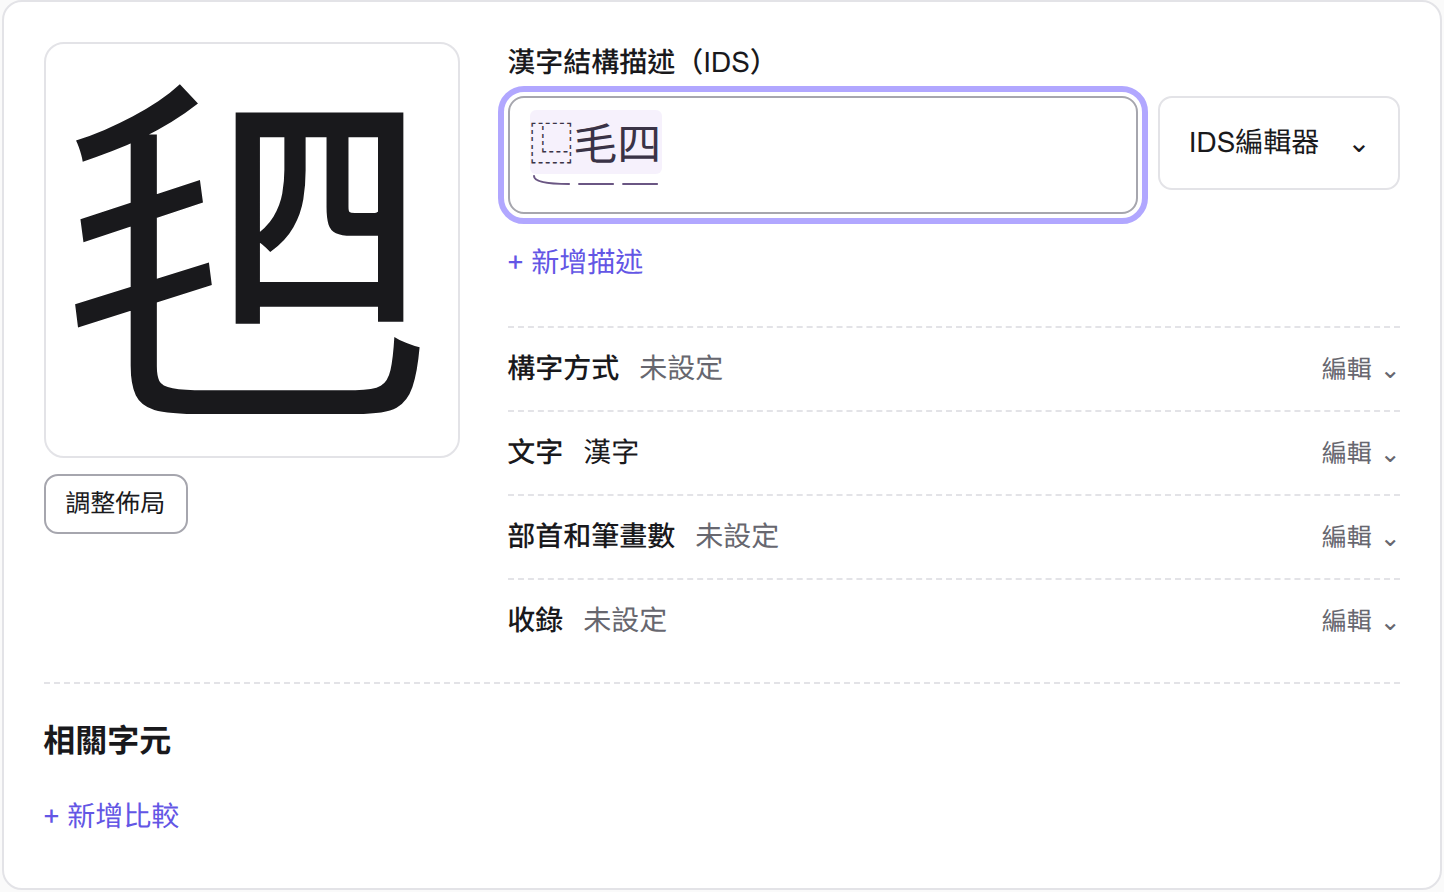 漢字結構描述（IDS）
⿺毛四
IDS編輯器
+ 新增描述
構字方式 未設定 編輯
文字 漢字 編輯
部首和筆畫數 未設定 編輯
收錄 未設定 編輯
調整佈局
相關字元
+ 新增比較